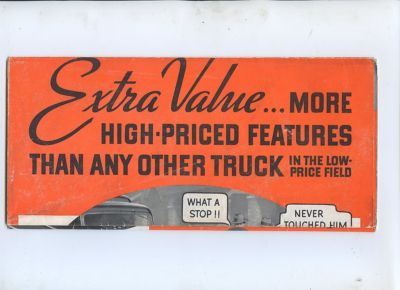 Extra Value... MORE
HIGH-PRICED FEATURES
THAN ANY OTHER TRUCK IN THE LOW-
PRICE FIELD
WHAT A
STOP!!
NEVER
TOUCHED HIM